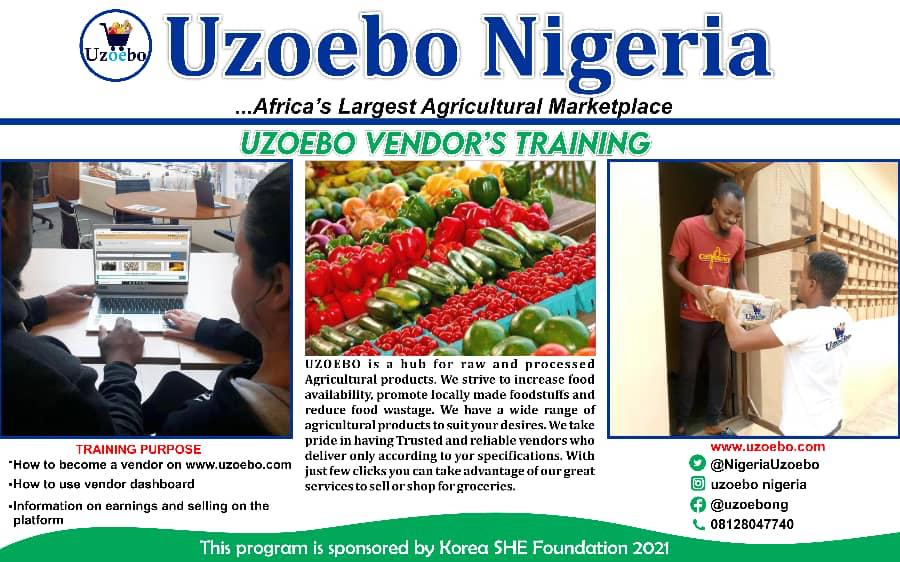 Uzoebo
Uzoebo Nigeria
...Africa's Largest Agricultural Marketplace
UZOEBO VENDOR'S TRAINING
UZOEBO is a hub for raw and processed
Agricultural products. We strive to increase food
availability, promote locally made foodstuffs and
reduce food wastage. We have a wide range of
agricultural products to suit your desires. We take
pride in having Trusted and reliable vendors who
deliver only according to yor specifications. With
just few clicks you can take advantage of our great
services to sell or shop for groceries.
Uzoebo
TRAINING PURPOSE
*How to become a vendor on www.uzoebo.com
▪How to use vendor dashboard
▪Information on earnings and selling on the
platform
www.uzoebo.com
@NigeriaUzoebo
uzoebo nigeria
@uzoebong
08128047740
This program is sponsored by Korea SHE Foundation 2021